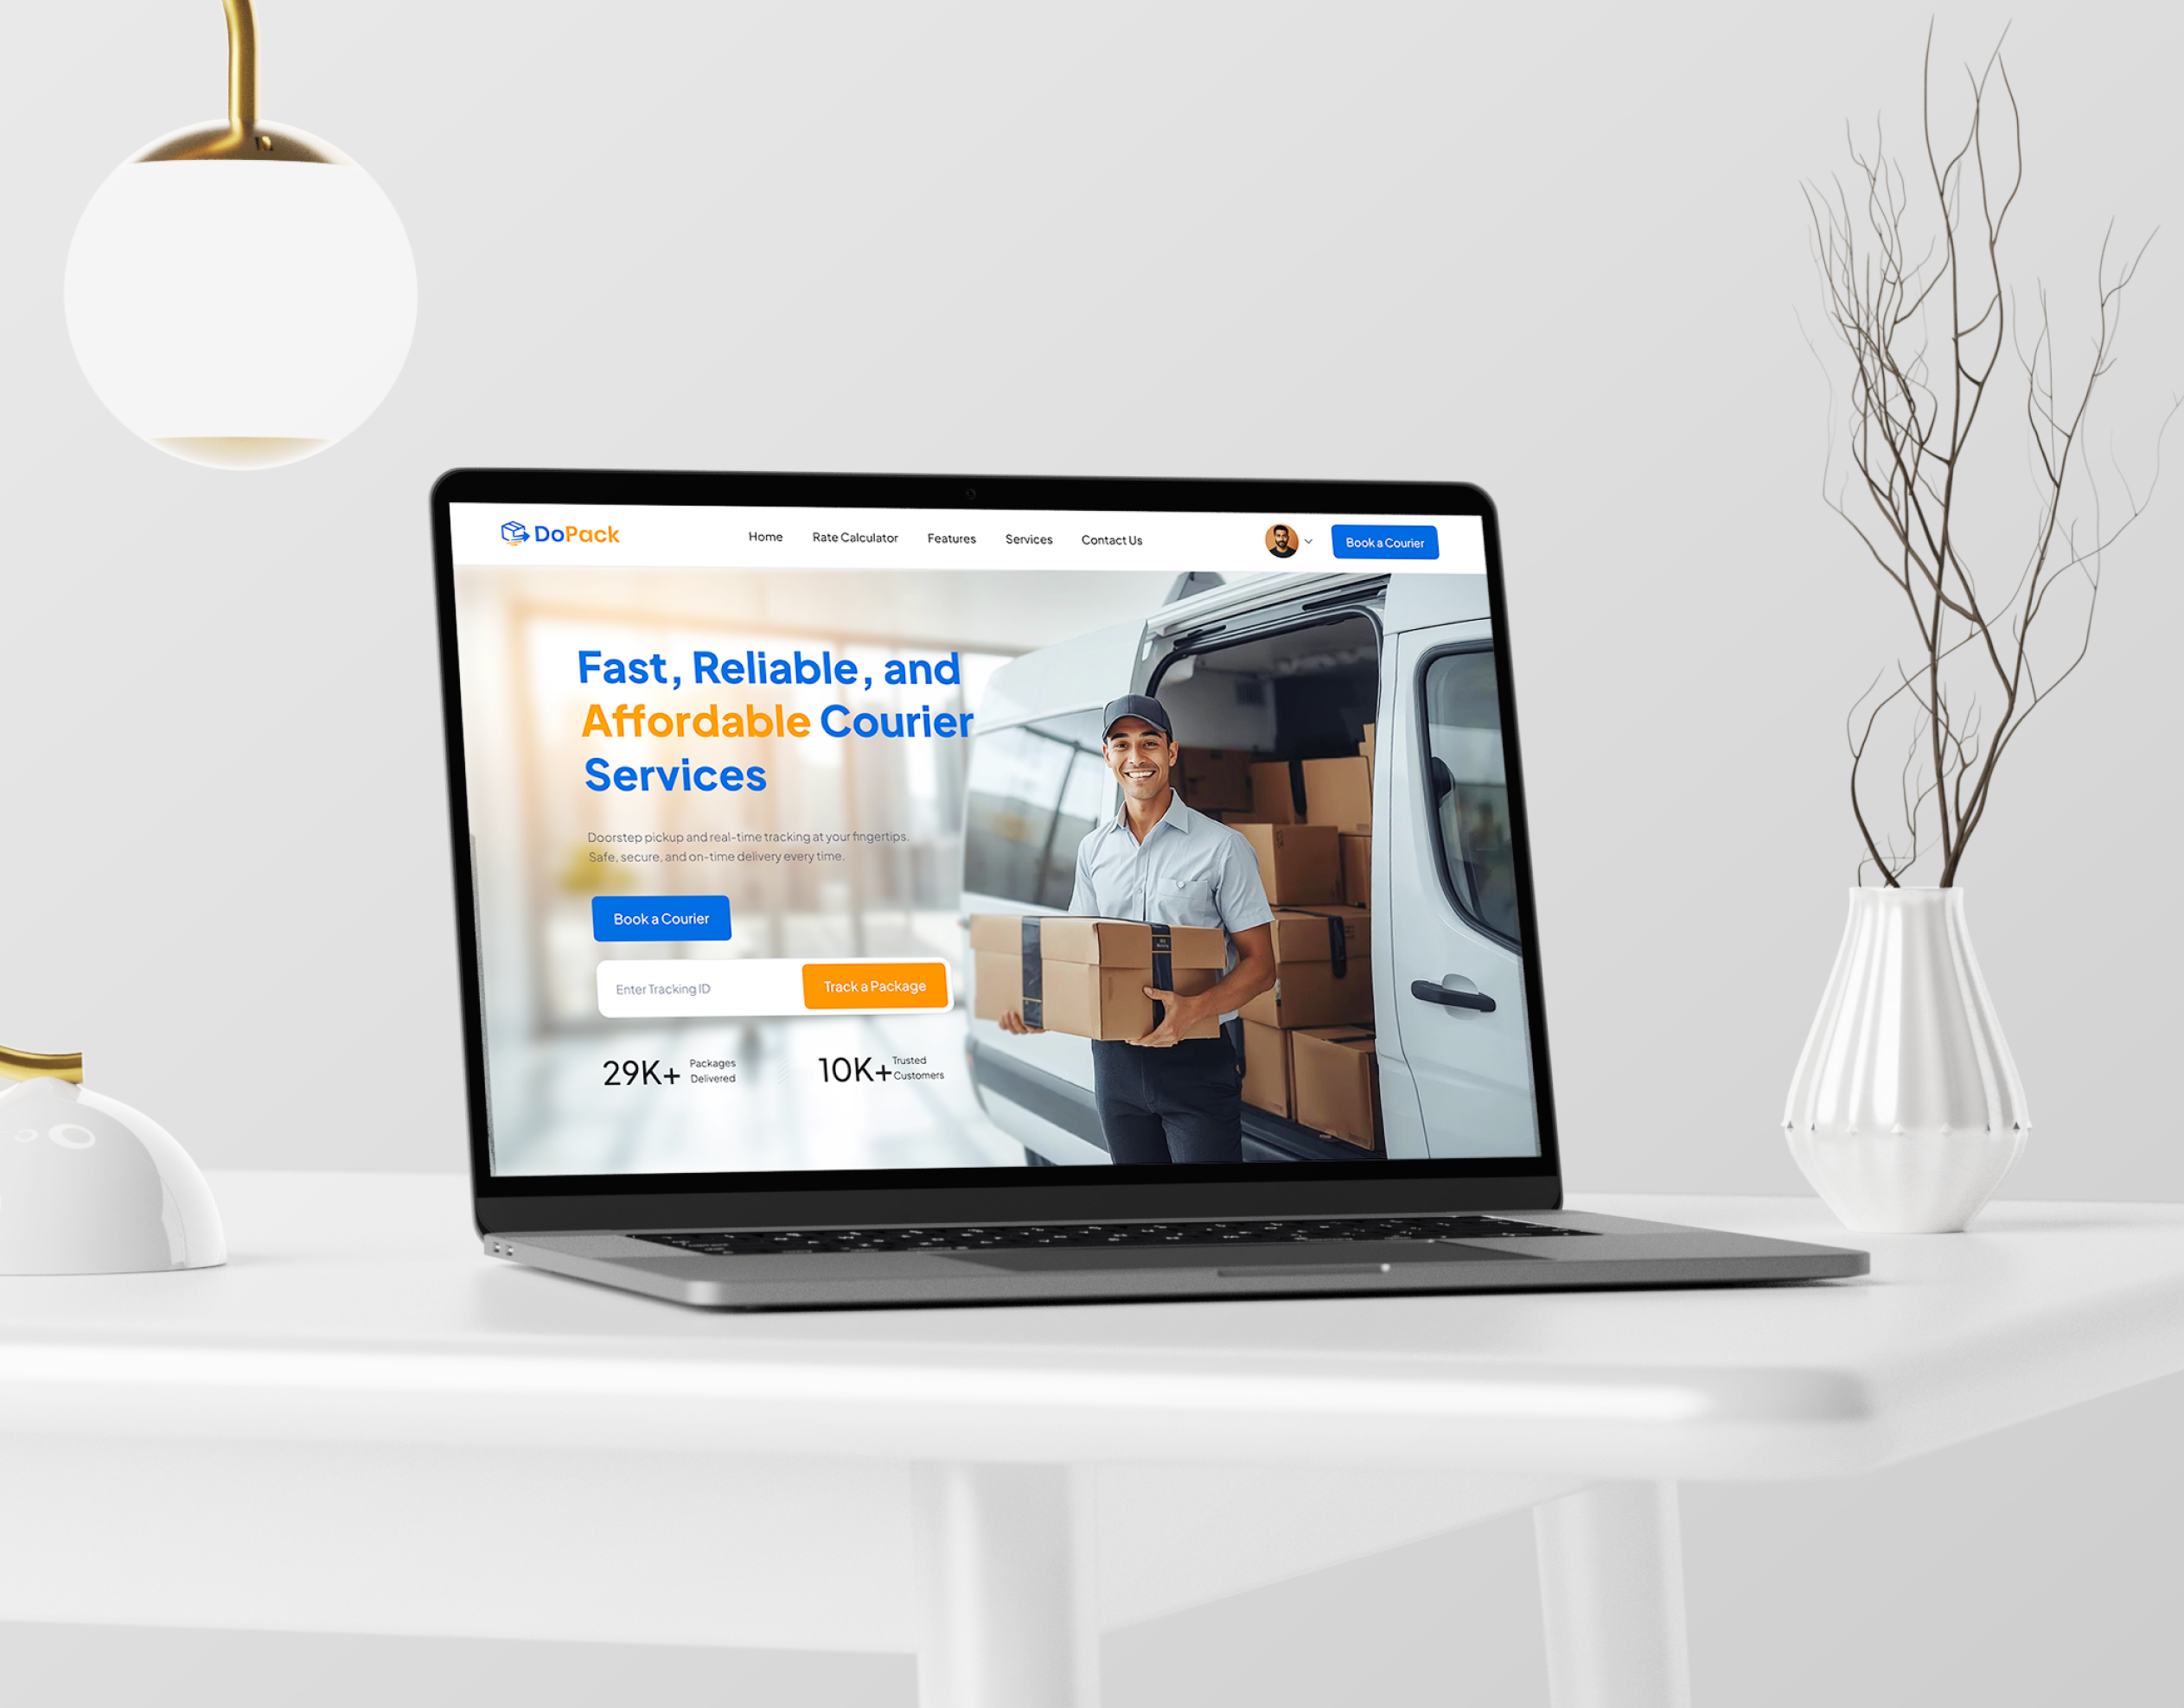 DoPack
Home
Rate Calculator
Features
Services
Contact Us
Book a Courier
Fast, Reliable, and
Affordable Courier
Services
Doorstep pickup and real-time tracking at your fingertips.
Safe, secure, and on-time delivery every time.
Book a Courier
Enter Tracking ID
Track a Package
29K+
Packages
Delivered
10K+
Trusted
Customers